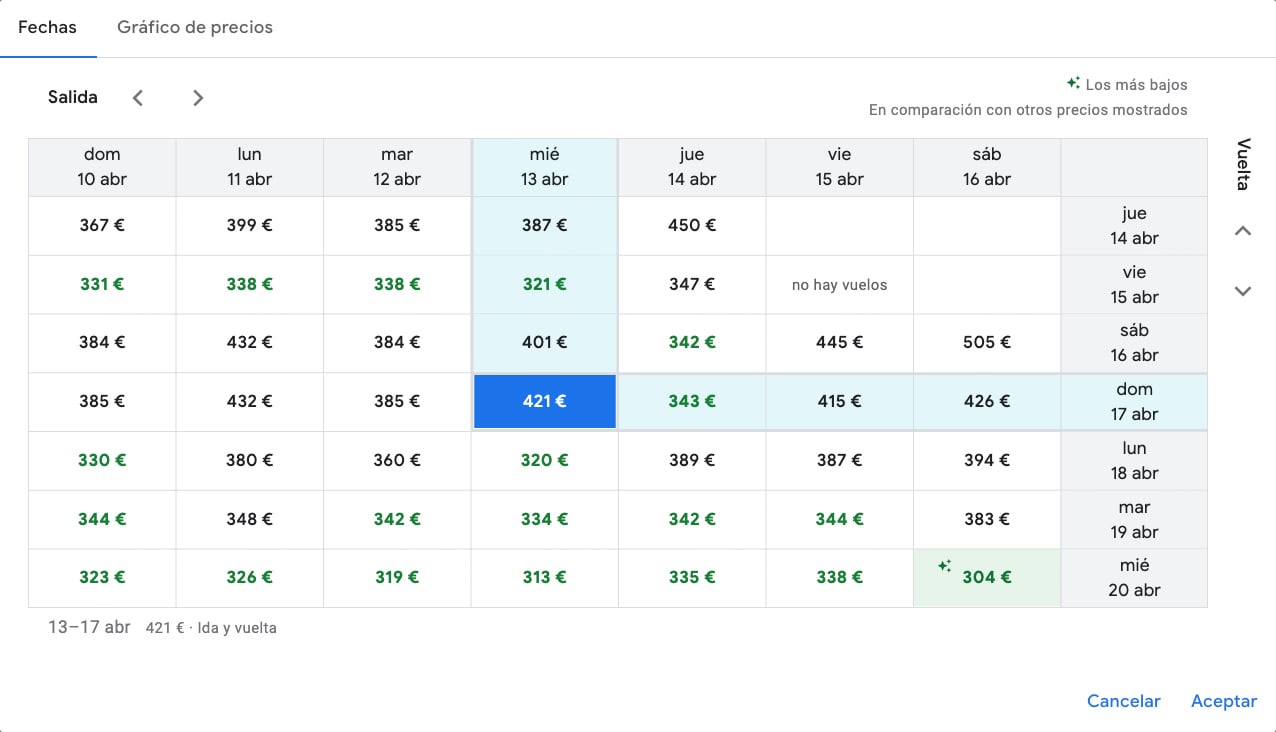 Fechas Gráfico de precios
Salida
Los más bajos
En comparación con otros precios mostrados
dom lun mar mié jue vie sáb
10 abr 11 abr 12 abr 13 abr 14 abr 15 abr 16 abr
Vuelta
367 € 399 € 385 € 387 € 450 € jue 14 abr
331 € 338 € 338 € 321 € 347 € no hay vuelos vie 15 abr
384 € 432 € 384 € 401 € 342 € 445 € 505 € sáb 16 abr
385 € 432 € 385 € 421 € 343 € 415 € 426 € dom 17 abr
330 € 380 € 360 € 320 € 389 € 387 € 394 € lun 18 abr
344 € 348 € 342 € 334 € 342 € 344 € 383 € mar 19 abr
323 € 326 € 319 € 313 € 335 € 338 € 304 € mié 20 abr
13–17 abr 421 € · Ida y vuelta
Cancelar Aceptar